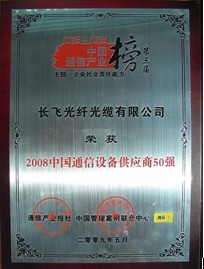 中国
通信产业
榜
第三届
主题：企业社会责任能力
长飞光纤光缆有限公司
荣获
2008中国通信设备供应商50强
通信产业报社 中国管理案例联合中心
二零零九年五月